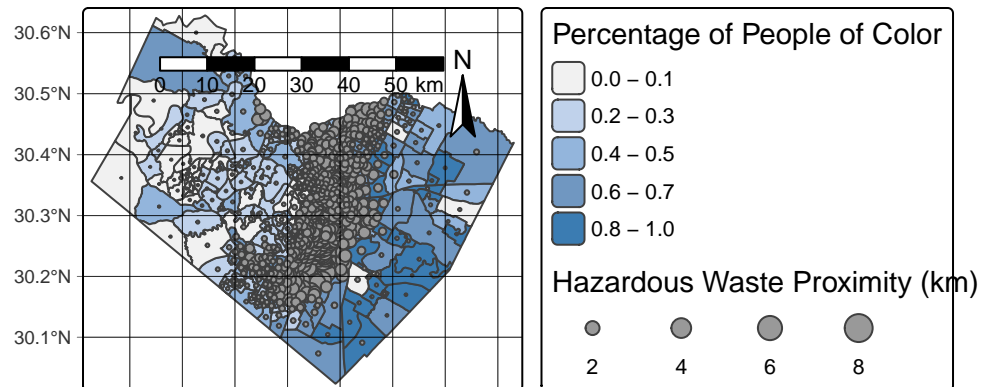 30.6°N
30.5°N
30.4°N
30.3°N
30.2°N
30.1°N
0 10 20 30 40 50 km
N
Percentage of People of Color
0.0 – 0.1
0.2 – 0.3
0.4 – 0.5
0.6 – 0.7
0.8 – 1.0
Hazardous Waste Proximity (km)
2 4 6 8